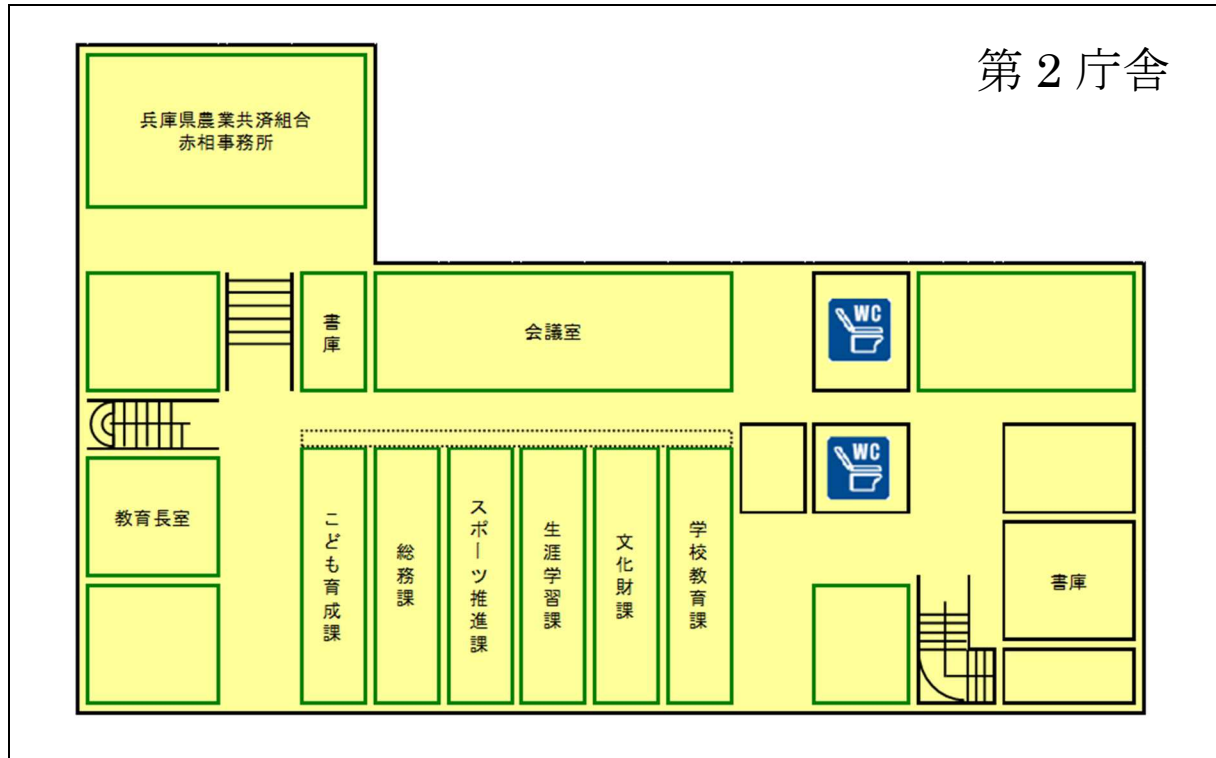 第2庁舎
兵庫県農業共済組合
赤相事務所
書庫
会議室
WC
WC
教育長室
こども育成課
総務課
スポーツ推進課
生涯学習課
文化財課
学校教育課
書庫